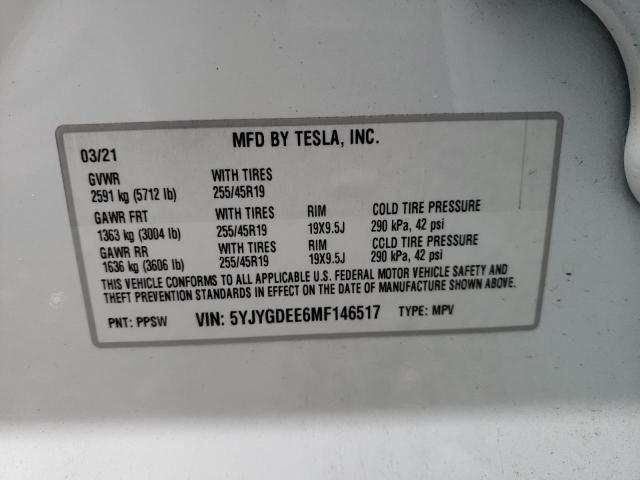 MFD BY TESLA, INC.
03/21
GVWR WITH TIRES
2591 kg (5712 lb) 255/45R19
GAWR FRT WITH TIRES RIM COLD TIRE PRESSURE
1363 kg (3004 lb) 255/45R19 19X9.5J 290 kPa, 42 psi
GAWR RR WITH TIRES RIM COLD TIRE PRESSURE
1636 kg (3606 lb) 255/45R19 19X9.5J 290 kPa, 42 psi
THIS VEHICLE CONFORMS TO ALL APPLICABLE U.S. FEDERAL MOTOR VEHICLE SAFETY AND
THEFT PREVENTION STANDARDS IN EFFECT ON THE DATE OF MANUFACTURE SHOWN ABOVE.
PNT: PPSW VIN: 5YJYGDEE6MF146517 TYPE: MPV